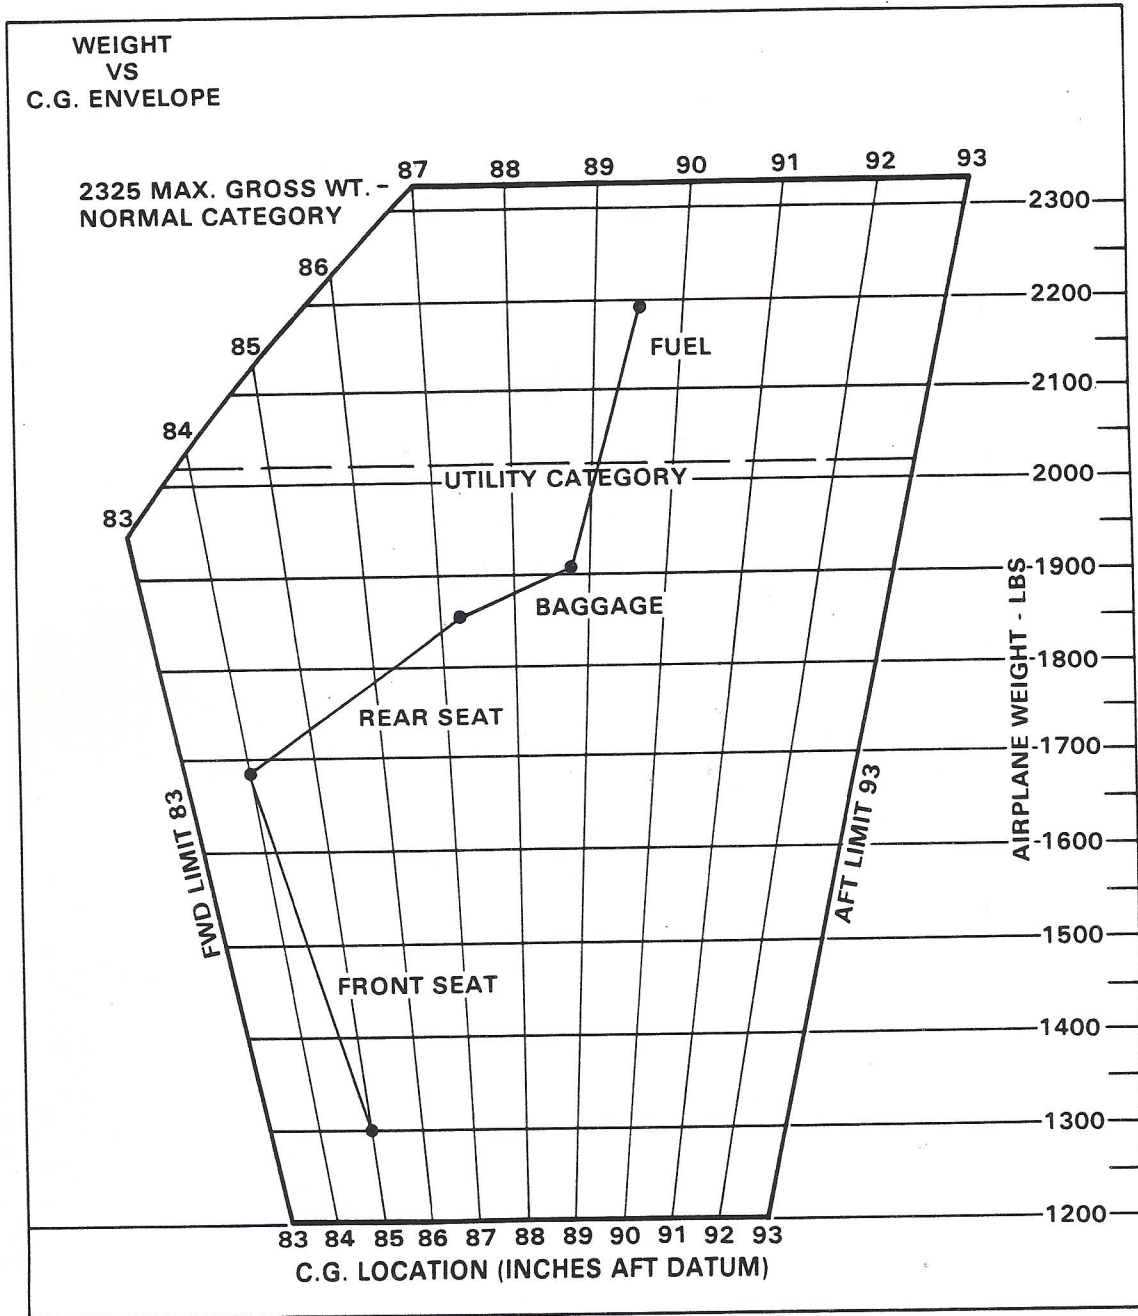 WEIGHT
VS
C.G. ENVELOPE
87 88 89 90 91 92 93
2325 MAX. GROSS WT. -
NORMAL CATEGORY
2300
86
2200
85
FUEL
2100
84
2000
UTILITY CATEGORY
83
1900
BAGGAGE
1800
REAR SEAT
1700
AIRPLANE WEIGHT - LBS
FWD LIMIT 83
AFT LIMIT 93
1600
1500
FRONT SEAT
1400
1300
1200
83 84 85 86 87 88 89 90 91 92 93
C.G. LOCATION (INCHES AFT DATUM)